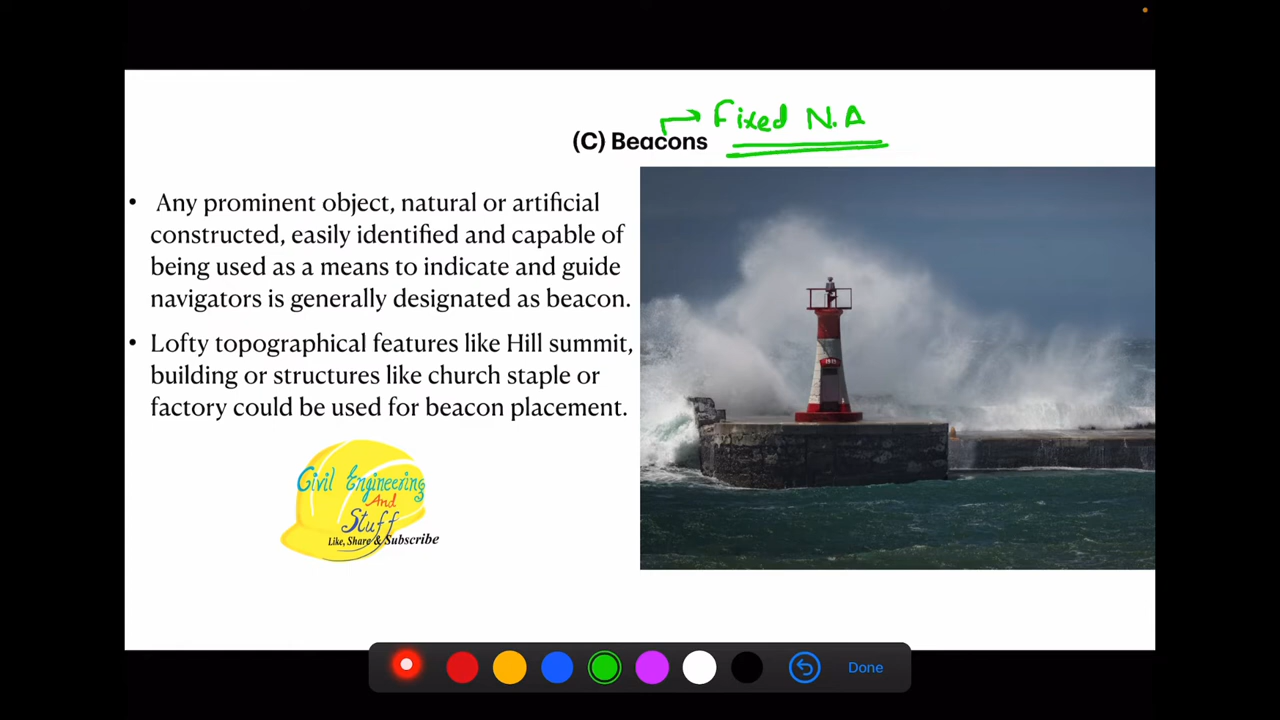 Fixed N.A
(C) Beacons
• Any prominent object, natural or artificial
constructed, easily identified and capable of
being used as a means to indicate and guide
navigators is generally designated as beacon.
• Lofty topographical features like Hill summit,
building or structures like church staple or
factory could be used for beacon placement.
Civil Engineering
And
Stuff
Like, Share & Subscribe
Done